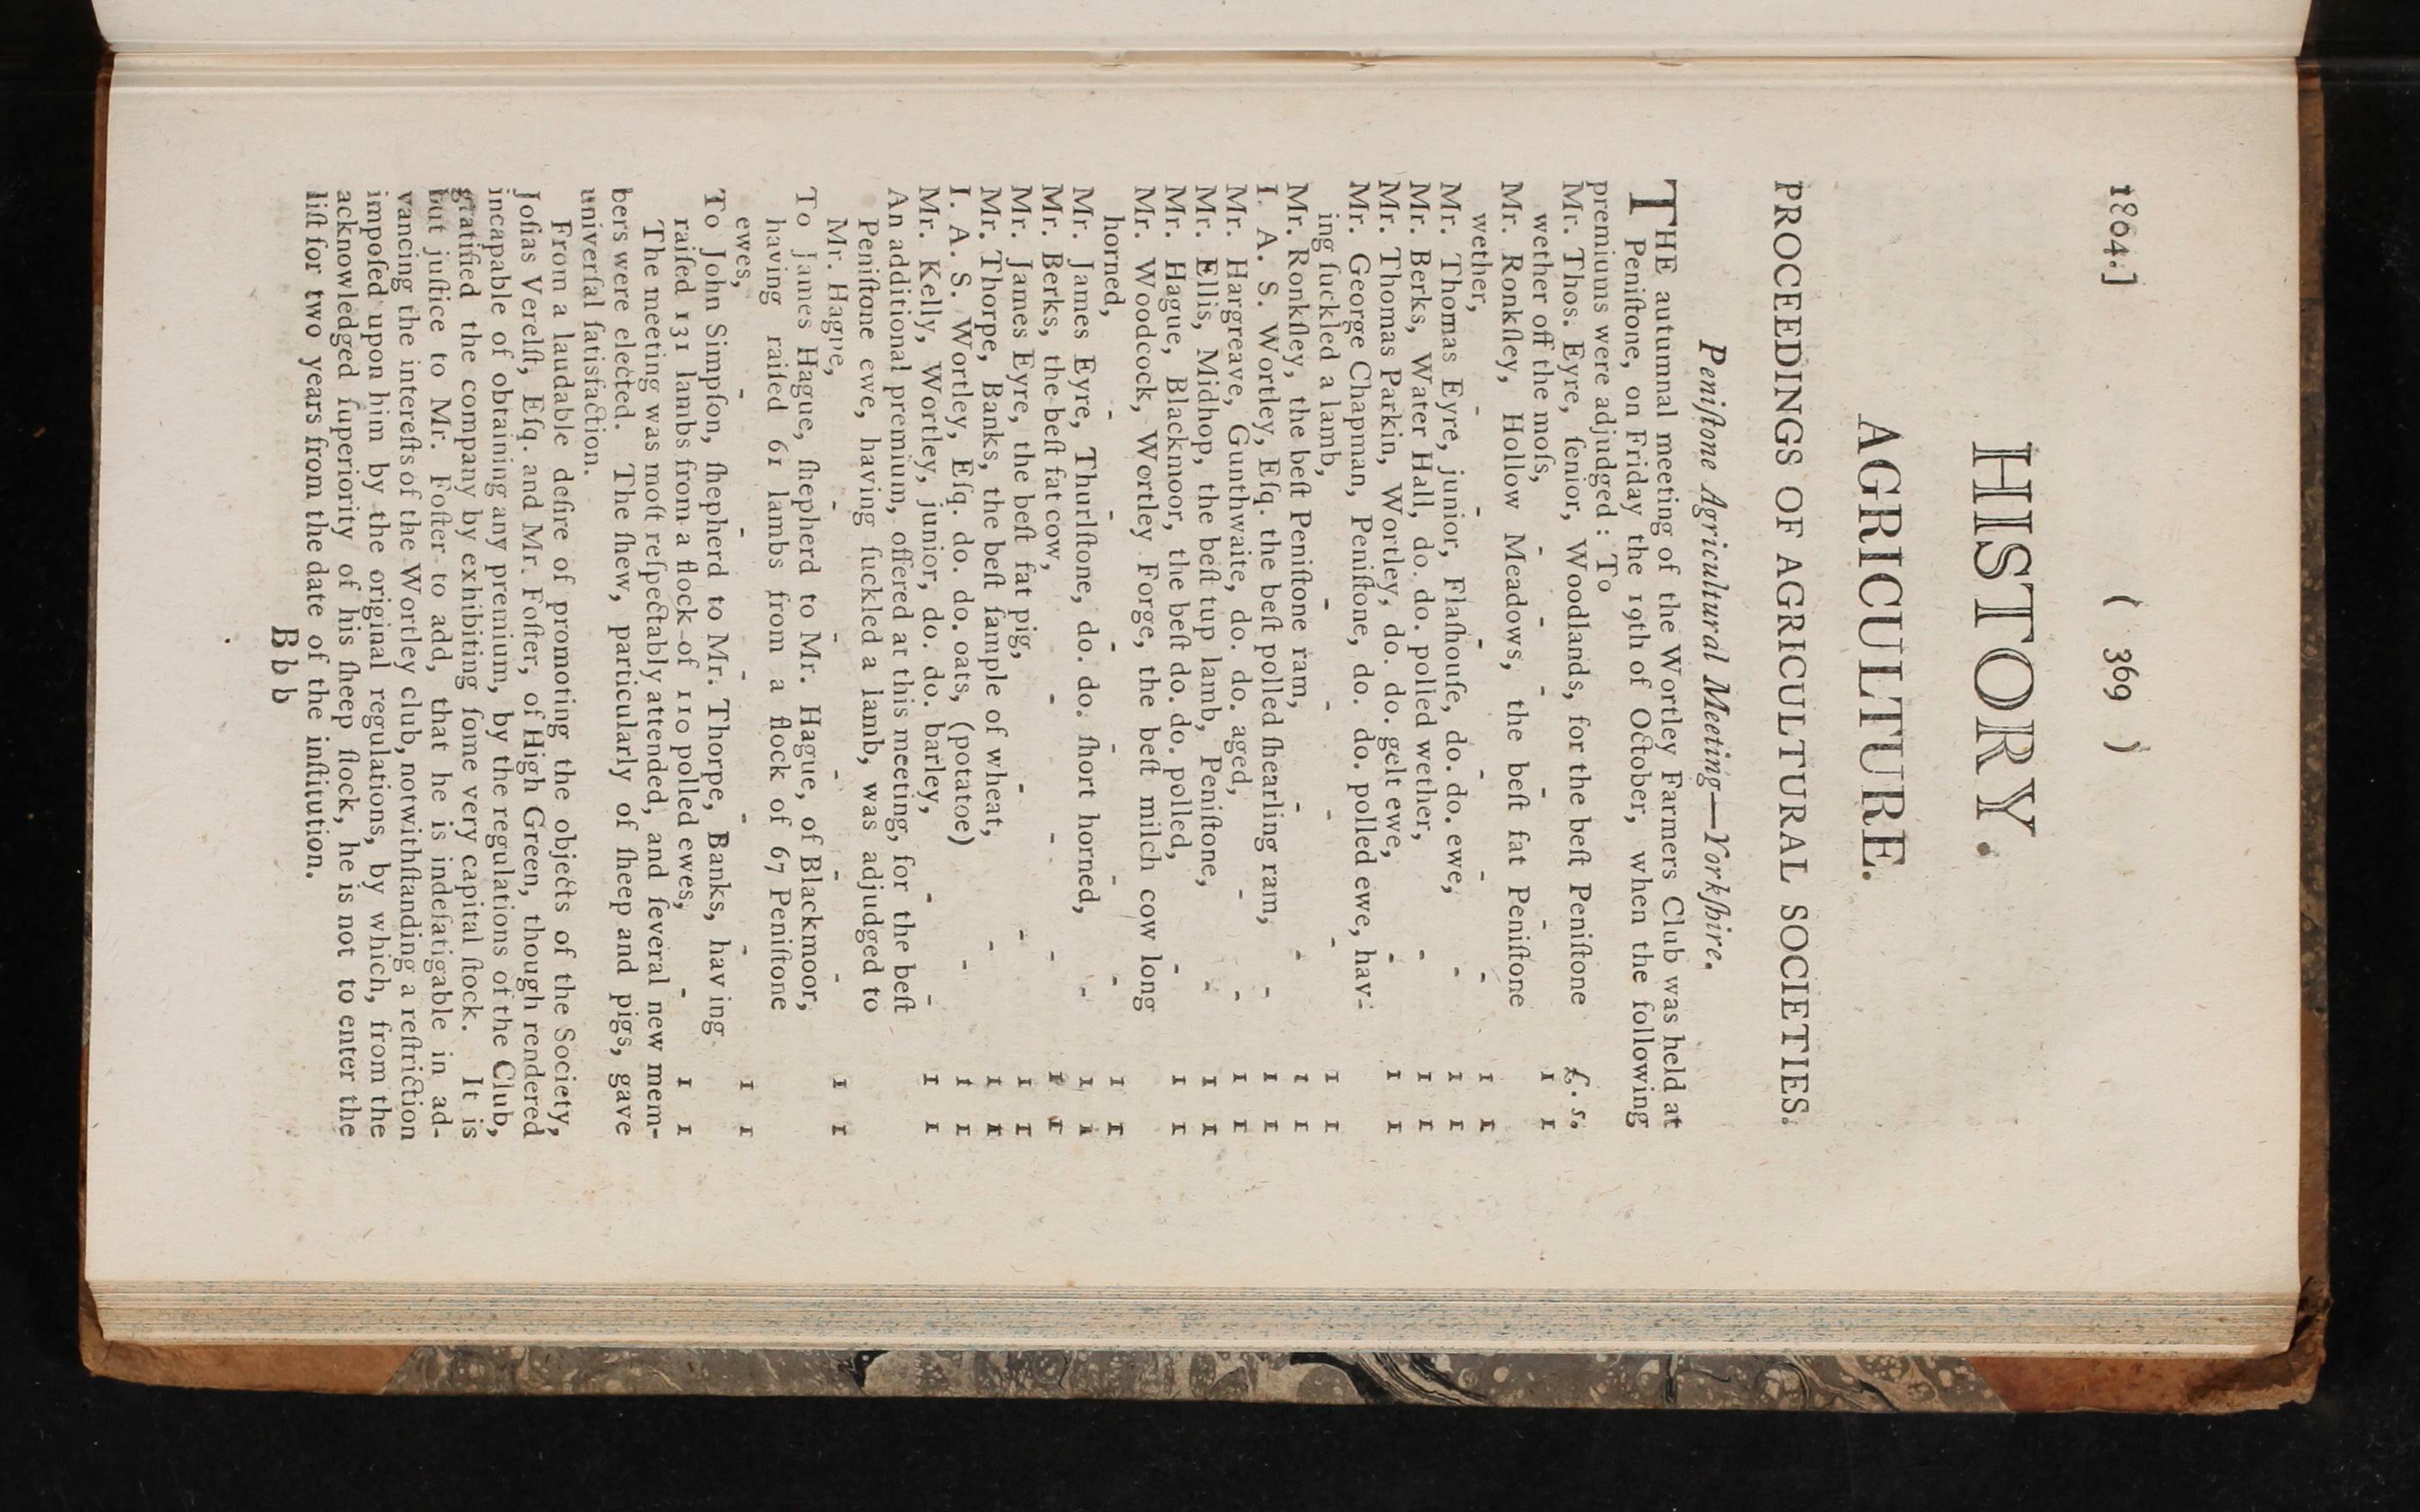 1804.]
( 369 )
HISTORY.
AGRICULTURE.
PROCEEDINGS OF AGRICULTURAL SOCIETIES.
Peniſtone Agricultural Meeting—Yorkſhire.
THE autumnal meeting of the Wortley Farmers Club was held at
Peniſtone, on Friday the 19th of October, when the following
premiums were adjudged: To
Mr. Thos. Eyre, ſenior, Woodlands, for the beſt Peniſtone £. s.
wether off the moſs, - - - - - 1 1
Mr. Ronkſley, Hollow Meadows, the beſt fat Peniſtone
wether, - - - - - - 1 1
Mr. Thomas Eyre, junior, Flaſhouſe, do. do. ewe, - 1 1
Mr. Berks, Water Hall, do. do. polled wether, - 1 1
Mr. Thomas Parkin, Wortley, do. do. gelt ewe, - 1 1
Mr. George Chapman, Peniſtone, do. do. polled ewe, hav-
ing ſuckled a lamb, - - - - 1 1
Mr. Ronkſley, the beſt Peniſtone ram, - - 1 1
I. A. S. Wortley, Eſq. the beſt polled ſhearling ram, - 1 1
Mr. Hargreave, Gunthwaite, do. do. aged, - - 1 1
Mr. Ellis, Midhop, the beſt tup lamb, Peniſtone, - 1 1
Mr. Hague, Blackmoor, the beſt do. do. polled, - 1 1
Mr. Woodcock, Wortley Forge, the beſt milch cow long
horned, - - - - - - 1 1
Mr. James Eyre, Thurlſtone, do. do. ſhort horned, - 1 1
Mr. Berks, the beſt fat cow, - - - 1 1
Mr. James Eyre, the beſt fat pig, - - 1 1
Mr. Thorpe, Banks, the beſt ſample of wheat, - 1 1
I. A. S. Wortley, Eſq. do. do. oats, (potatoe) - 1 1
Mr. Kelly, Wortley, junior, do. do. barley, - - 1 1
An additional premium, offered at this meeting, for the beſt
Peniſtone ewe, having ſuckled a lamb, was adjudged to
Mr. Hague, - - - - - 1 1
To James Hague, ſhepherd to Mr. Hague, of Blackmoor,
having raiſed 61 lambs from a flock of 67 Peniſtone
ewes, - - - - - 1 1
To John Simpſon, ſhepherd to Mr. Thorpe, Banks, hav ing
raiſed 131 lambs from a flock of 110 polled ewes, - 1 1
The meeting was moſt reſpectably attended, and ſeveral new mem-
bers were elected. The ſhew, particularly of ſheep and pigs, gave
univerſal ſatisfaction.
From a laudable deſire of promoting the objects of the Society,
Joſias Verelſt, Eſq. and Mr. Foſter, of High Green, though rendered
incapable of obtaining any premium, by the regulations of the Club,
gratified the company by exhibiting ſome very capital ſtock. It is
but juſtice to Mr. Foſter to add, that he is indefatigable in ad-
vancing the intereſts of the Wortley club, notwithſtanding a reſtriction
impoſed upon him by the original regulations, by which, from the
acknowledged ſuperiority of his ſheep ſtock, he is not to enter the
liſt for two years from the date of the inſtitution.
B b b